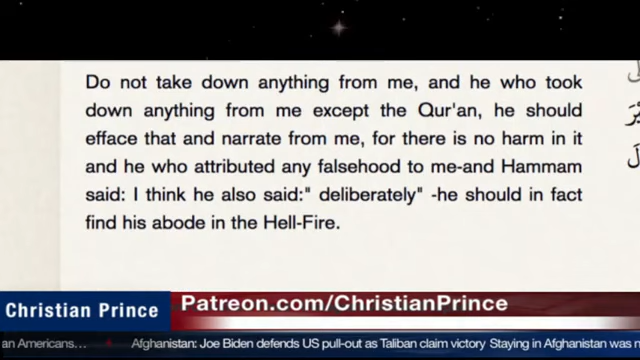 Do not take down anything from me, and he who took
down anything from me except the Qur'an, he should
efface that and narrate from me, for there is no harm in it
and he who attributed any falsehood to me-and Hammam
said: I think he also said:" deliberately" -he should in fact
find his abode in the Hell-Fire.
Christian Prince
Patreon.com/ChristianPrince
an Americans...
Afghanistan: Joe Biden defends US pull-out as Taliban claim victory Staying in Afghanistan was